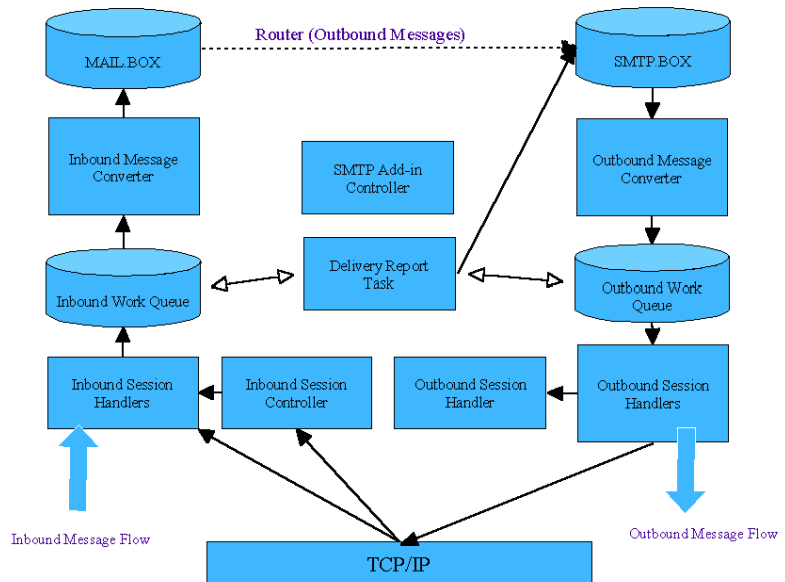 Router (Outbound Messages)
MAIL.BOX
SMTP.BOX
Inbound Message
Converter
SMTP Add-in
Controller
Outbound Message
Converter
Delivery Report
Task
Inbound Work Queue
Outbound Work
Queue
Inbound Session
Handlers
Inbound Session
Controller
Outbound Session
Handler
Outbound Session
Handlers
Inbound Message Flow
Outbound Message Flow
TCP/IP